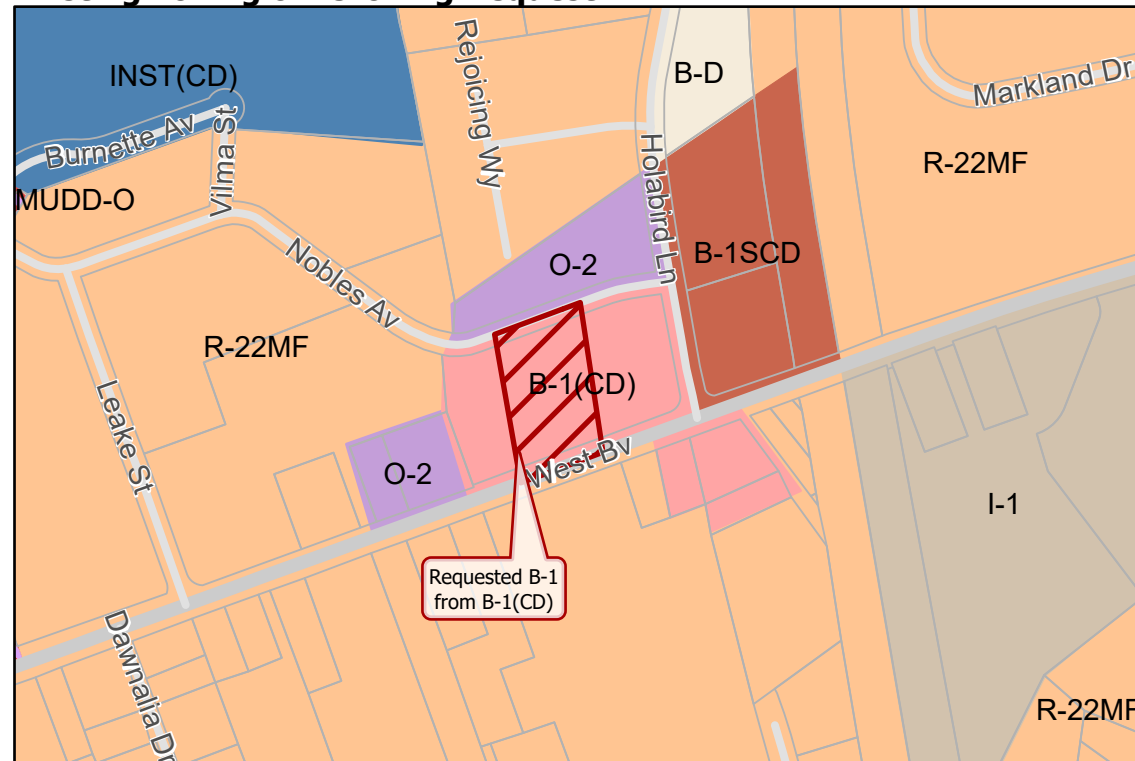 INST(CD)
Burnette Av
Vilma St
MUDD-O
Rejoicing Wy
B-D
Markland Dr
R-22MF
Holabird Ln
O-2
B-1SCD
Nobles Av
R-22MF
B-1(CD)
Leake St
O-2
West Bv
I-1
Requested B-1
from B-1(CD)
Dawnalia Dr
R-22MF